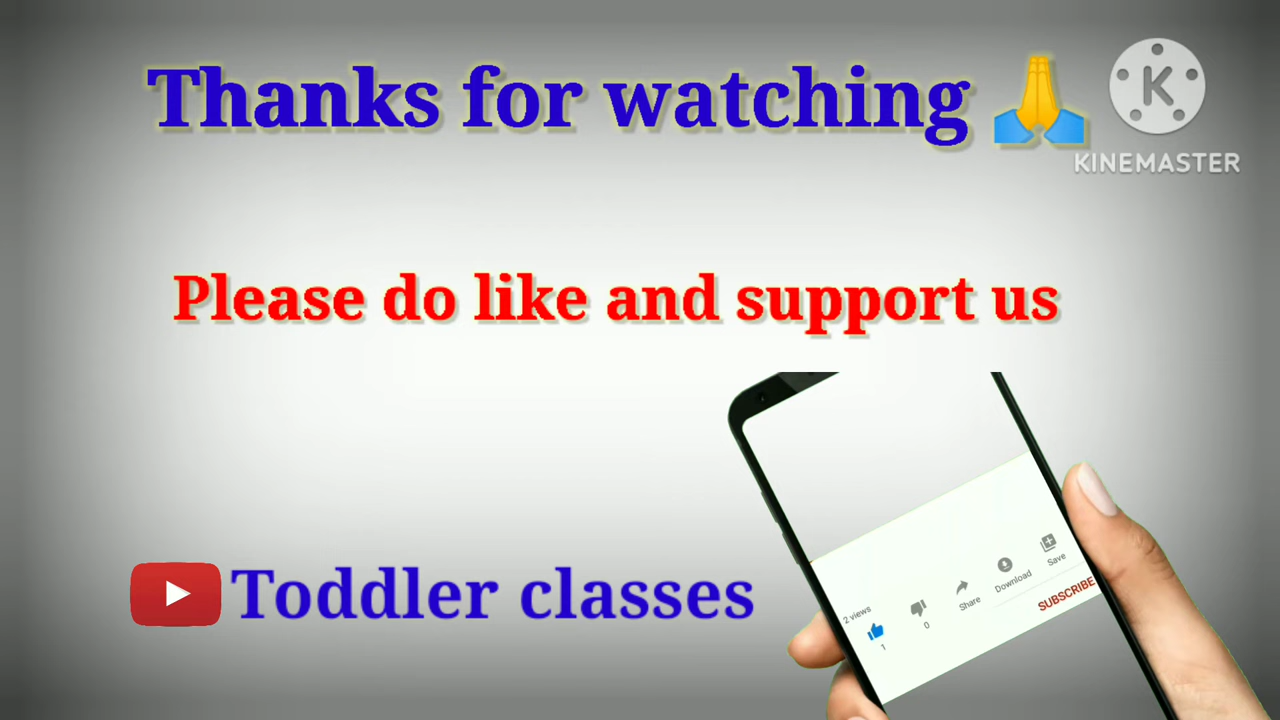 Thanks for watching 🙏
KINEMASTER
Please do like and support us
Toddler classes
2 views
1
0
Share
Download
Save
SUBSCRIBE